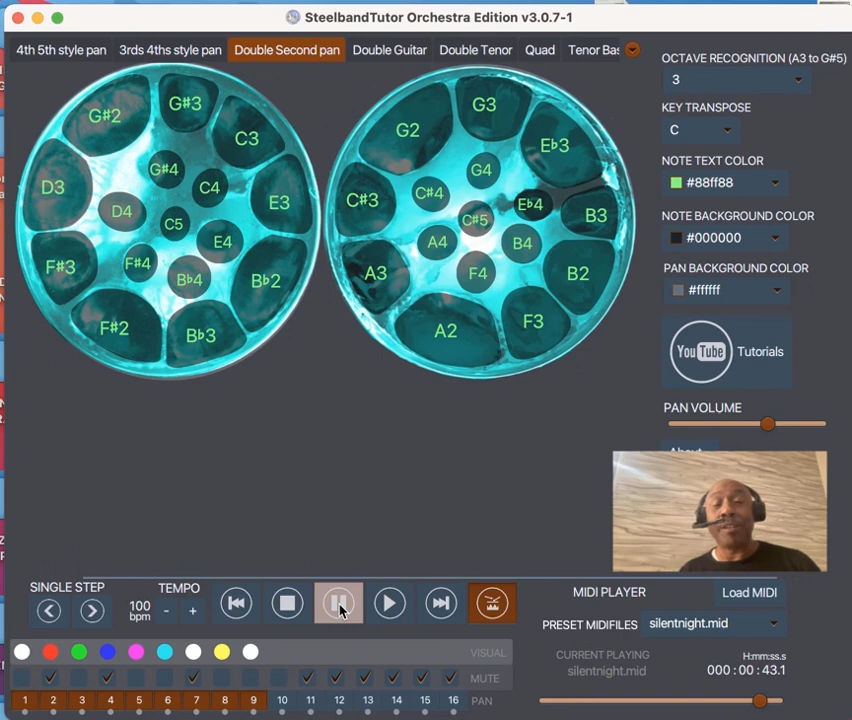 SteelbandTutor Orchestra Edition v3.0.7-1
4th 5th style pan
3rds 4ths style pan
Double Second pan
Double Guitar
Double Tenor
Quad
Tenor Bas
OCTAVE RECOGNITION (A3 to G#5)
3
KEY TRANSPOSE
C
NOTE TEXT COLOR
#88ff88
NOTE BACKGROUND COLOR
#000000
PAN BACKGROUND COLOR
#ffffff
You Tube Tutorials
PAN VOLUME
About
G#2
G#3
C3
D3
G#4
C4
E3
D4
C5
E4
F#3
F#4
B♭4
B♭2
F#2
B♭3
G2
G3
E♭3
C#3
C#4
G4
E♭4
B3
C#5
A4
B4
A3
F4
B2
A2
F3
SINGLE STEP
TEMPO
100
bpm
-
+
MIDI PLAYER
Load MIDI
PRESET MIDIFILES
silentnight.mid
CURRENT PLAYING
silentnight.mid
H:mm:ss.s
000:00:43.1
VISUAL
MUTE
1 2 3 4 5 6 7 8 9 10 11 12 13 14 15 16 PAN